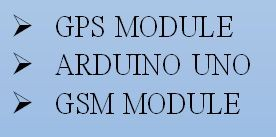 ➢ GPS MODULE
➢ ARDUINO UNO
➢ GSM MODULE